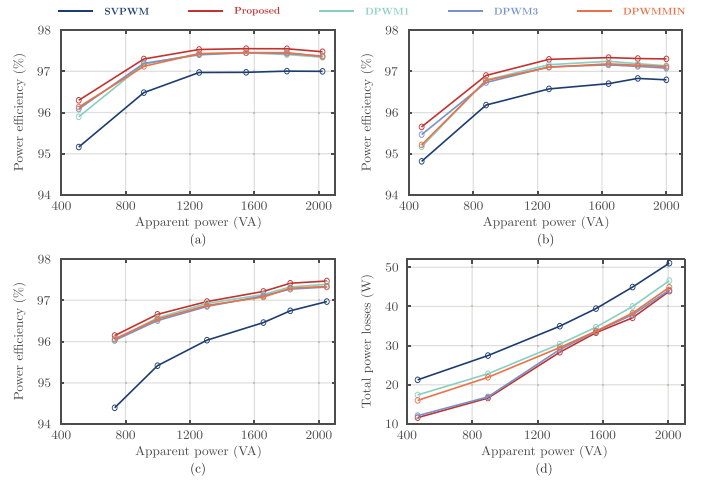 SVPWM Proposed DPWM1 DPWM3 DPWMMIN
98
97
96
95
94
Power efficiency (%)
400 800 1200 1600 2000
Apparent power (VA)
(a)
98
97
96
95
94
Power efficiency (%)
400 800 1200 1600 2000
Apparent power (VA)
(b)
98
97
96
95
94
Power efficiency (%)
400 800 1200 1600 2000
Apparent power (VA)
(c)
50
40
30
20
10
Total power losses (W)
400 800 1200 1600 2000
Apparent power (VA)
(d)